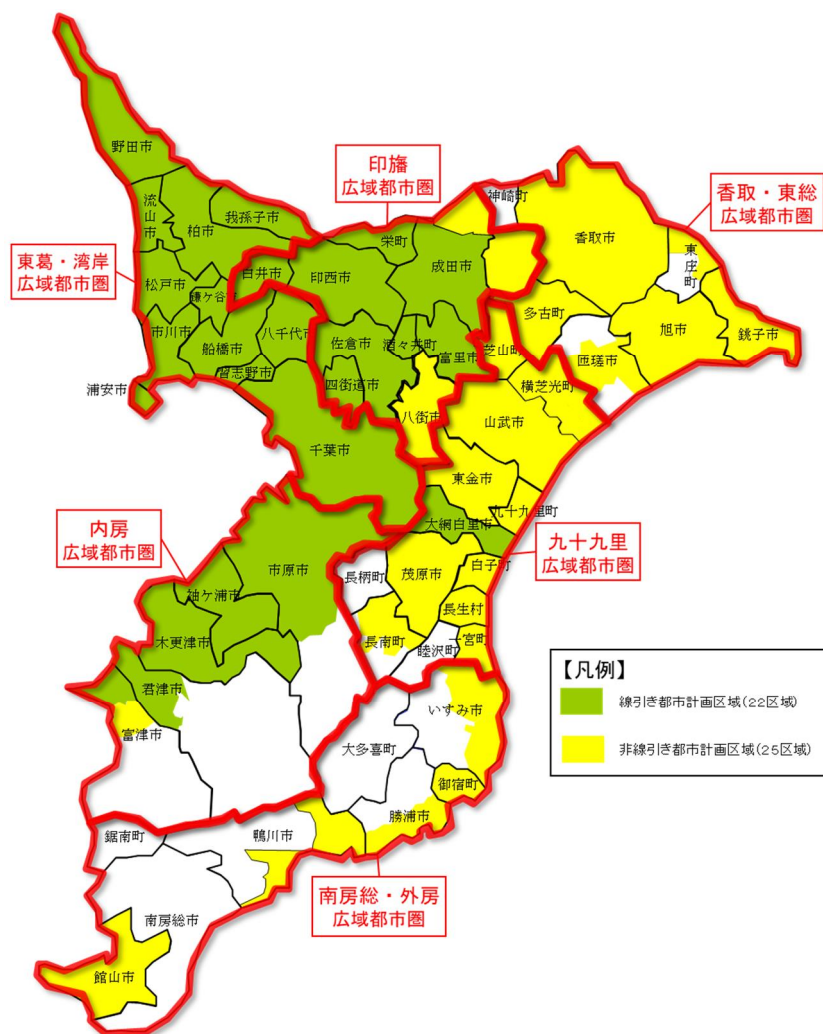 野田市
流山市
柏市
我孫子市
松戸市
鎌ケ谷市
市川市
船橋市
八千代市
習志野市
浦安市
千葉市
東葛・湾岸
広域都市圏
印旛
広域都市圏
白井市
印西市
栄町
成田市
佐倉市
酒々井町
富里市
四街道市
八街市
香取・東総
広域都市圏
神崎町
香取市
東庄町
多古町
旭市
銚子市
匝瑳市
芝山町
横芝光町
山武市
東金市
九十九里町
大網白里市
九十九里
広域都市圏
白子町
長柄町
茂原市
長生村
長南町
睦沢町
一宮町
内房
広域都市圏
市原市
袖ケ浦市
木更津市
君津市
富津市
いすみ市
大多喜町
御宿町
勝浦市
鴨川市
鋸南町
南房総市
館山市
南房総・外房
広域都市圏
【凡例】
線引き都市計画区域(22区域)
非線引き都市計画区域(25区域)